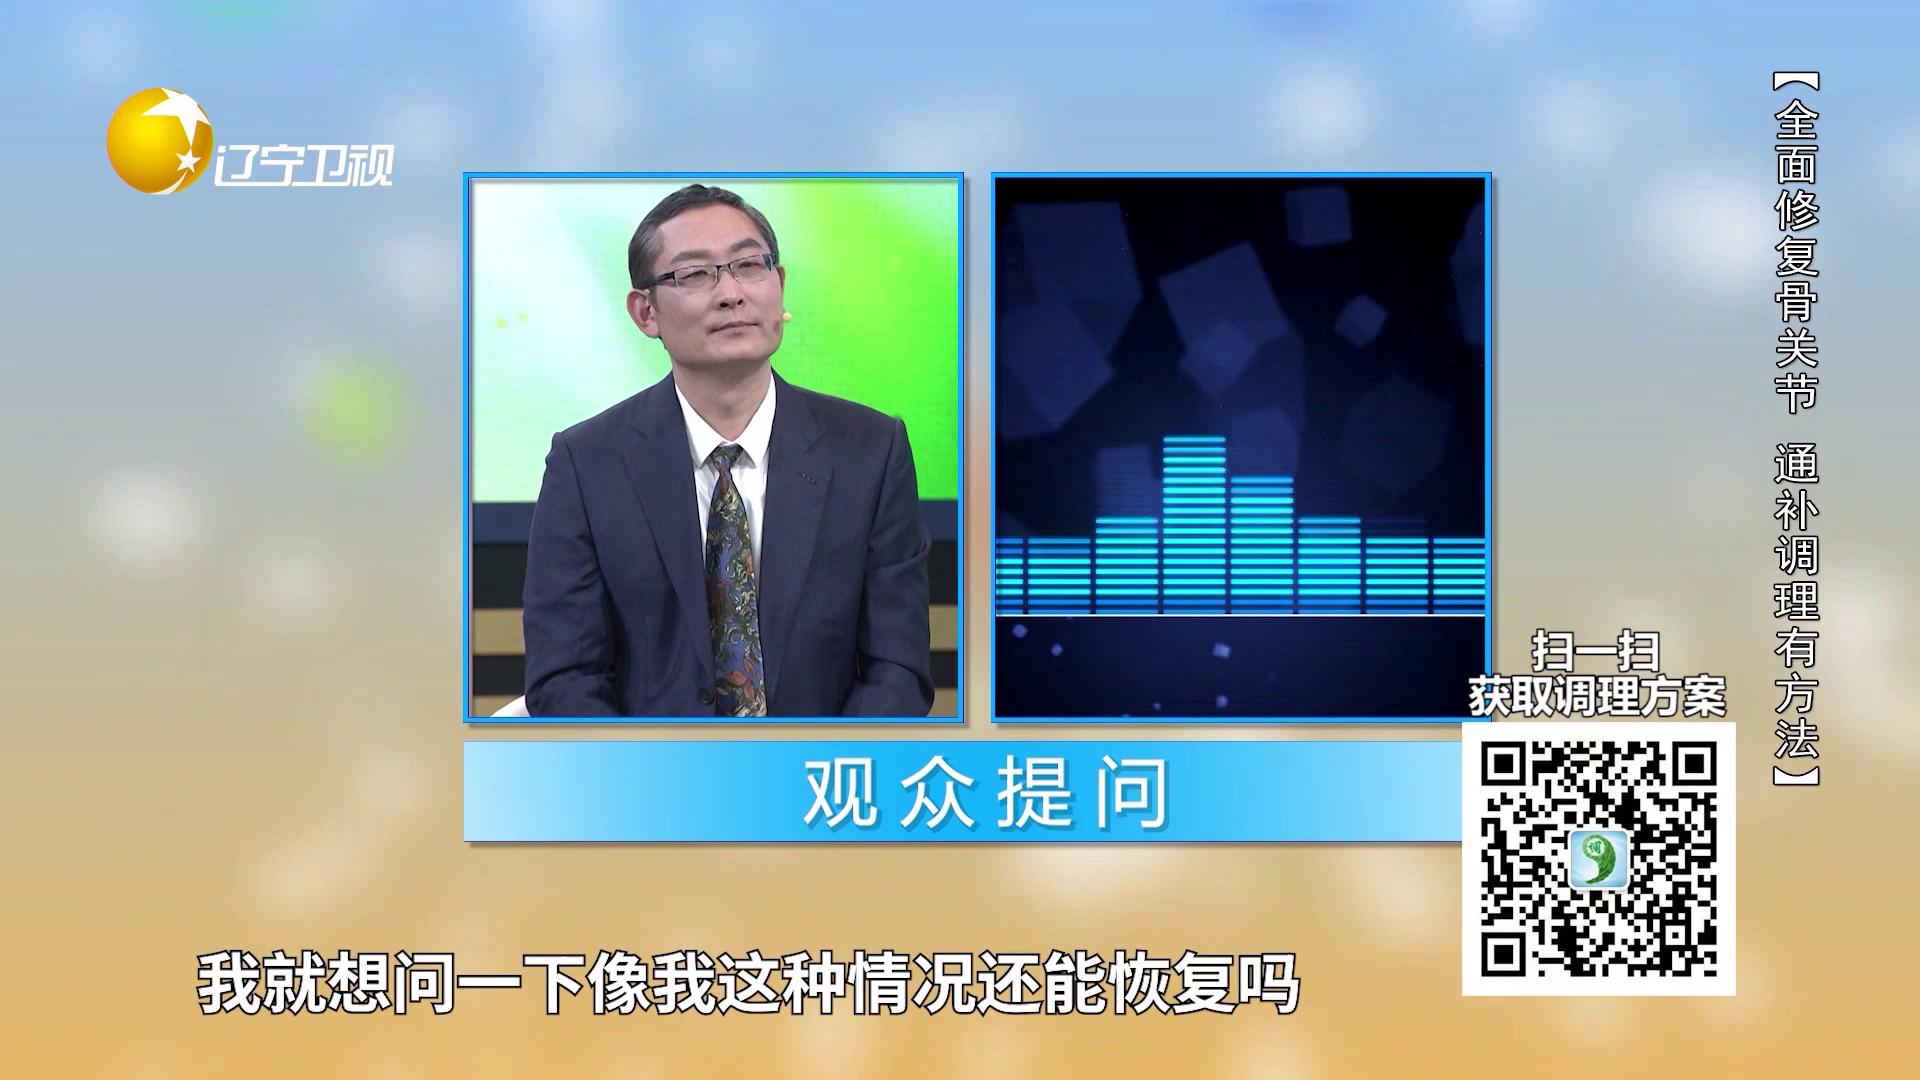 辽宁卫视
【全面修复骨关节 通补调理有方法】
扫一扫
获取调理方案
调
观众提问
我就想问一下像我这种情况还能恢复吗